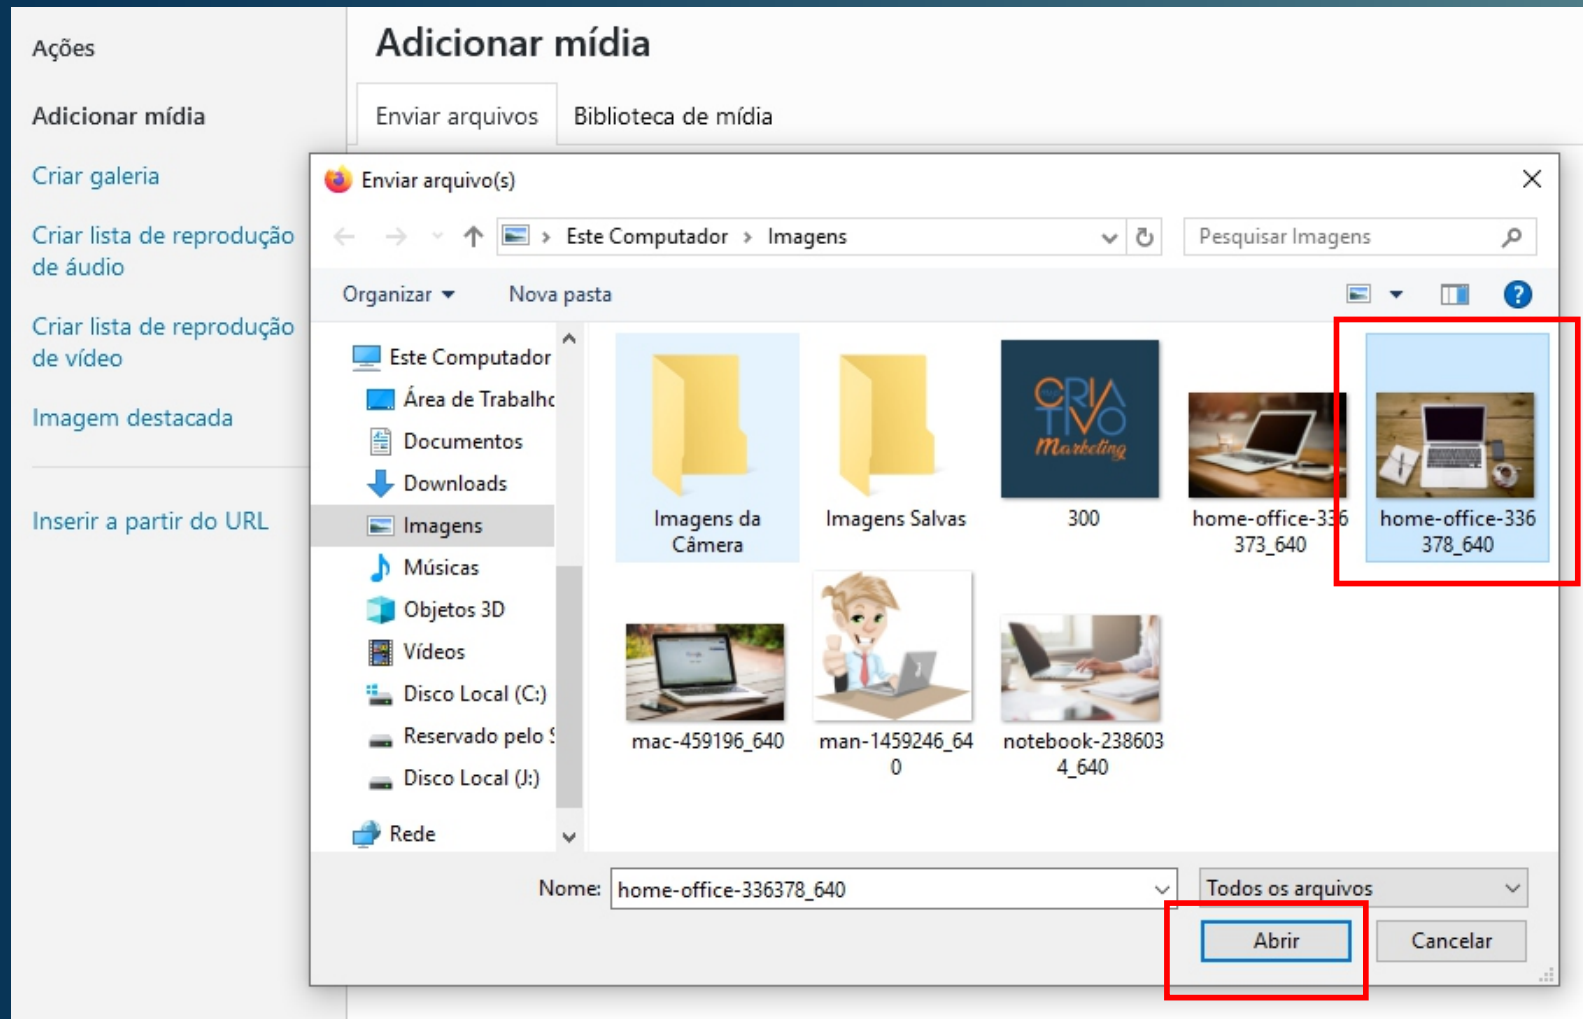 Ações
Adicionar mídia
Criar galeria
Criar lista de reprodução
de áudio
Criar lista de reprodução
de vídeo
Imagem destacada
Inserir a partir do URL
Adicionar mídia
Enviar arquivos
Biblioteca de mídia
Enviar arquivo(s)
Este Computador
Imagens
Pesquisar Imagens
Organizar
Nova pasta
?
Este Computador
Área de Trabalho
Documentos
Downloads
Imagens
Músicas
Objetos 3D
Vídeos
Disco Local (C:)
Reservado pelo S
Disco Local (J:)
Rede
Imagens da
Câmera
Imagens Salvas
CRIA
TIVO
Marketing
300
home-office-336
373_640
home-office-336
378_640
mac-459196_640
man-1459246_64
0
notebook-238603
4_640
Nome: home-office-336378_640
Todos os arquivos
Abrir
Cancelar